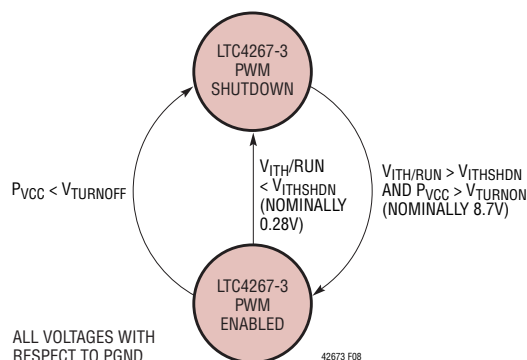 LTC4267-3
PWM
SHUTDOWN
PVCC < VTURNOFF
VITH/RUN
< VITHSHDN
(NOMINALLY
0.28V)
VITH/RUN > VITHSHDN
AND PVCC > VTURNON
(NOMINALLY 8.7V)
LTC4267-3
PWM
ENABLED
ALL VOLTAGES WITH
RESPECT TO PGND
42673 F08